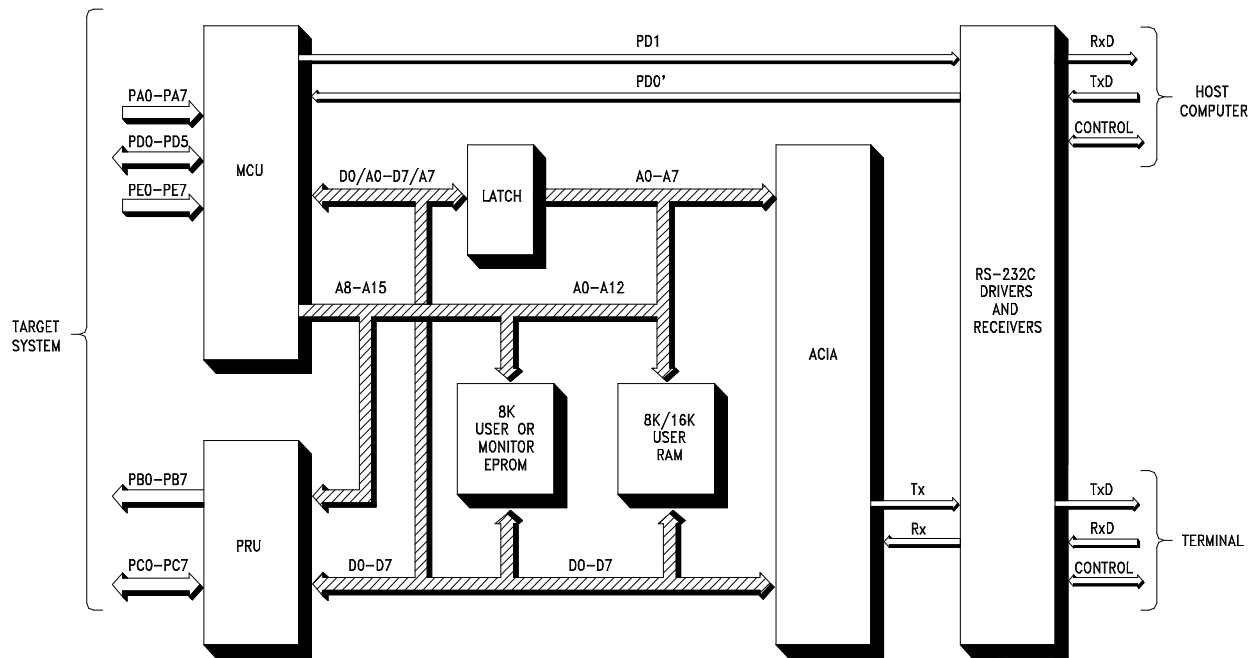 PD1
RxD
PD0'
TxD
HOST
COMPUTER
PA0-PA7
CONTROL
PD0-PD5
MCU
D0/A0-D7/A7
LATCH
A0-A7
PE0-PE7
A8-A15
A0-A12
RS-232C
DRIVERS
AND
RECEIVERS
TARGET
SYSTEM
ACIA
8K
USER OR
MONITOR
EPROM
8K/16K
USER
RAM
PB0-PB7
Tx
TxD
PRU
Rx
RxD
TERMINAL
PC0-PC7
D0-D7
D0-D7
CONTROL